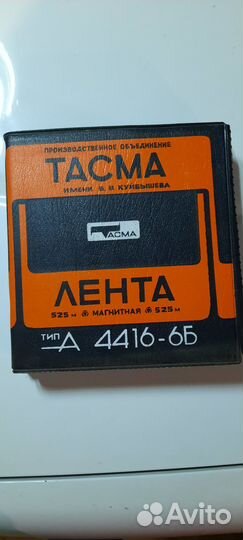 ПРОИЗВОДСТВЕННОЕ ОБЪЕДИНЕНИЕ
ТАСМА
ИМЕНИ В. В. КУЙБЫШЕВА
ТАСМА
ЛЕНТА
525 м МАГНИТНАЯ 525 м
ТИП А 4416-6Б
Avito